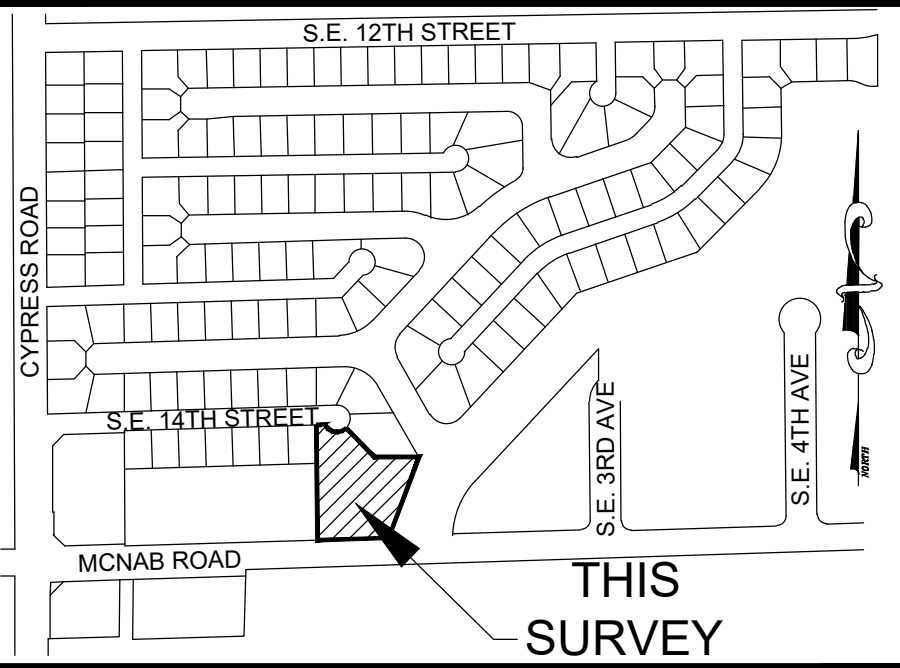 S.E. 12TH STREET
CYPRESS ROAD
S.E. 14TH STREET
S.E. 3RD AVE
S.E. 4TH AVE
NORTH
MCNAB ROAD
THIS
SURVEY